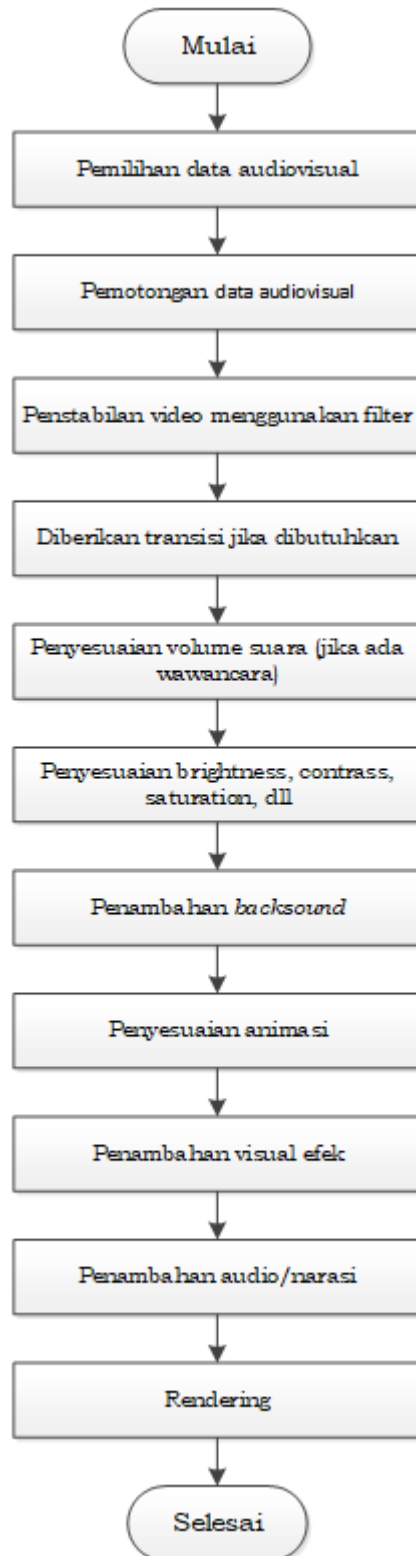 Mulai
Pemilihan data audiovisual
Pemotongan data audiovisual
Penstabilan video menggunakan filter
Diberikan transisi jika dibutuhkan
Penyesuaian volume suara (jika ada
wawancara)
Penyesuaian brightness, contrass,
saturation, dll
Penambahan backsound
Penyesuaian animasi
Penambahan visual efek
Penambahan audio/narasi
Rendering
Selesai